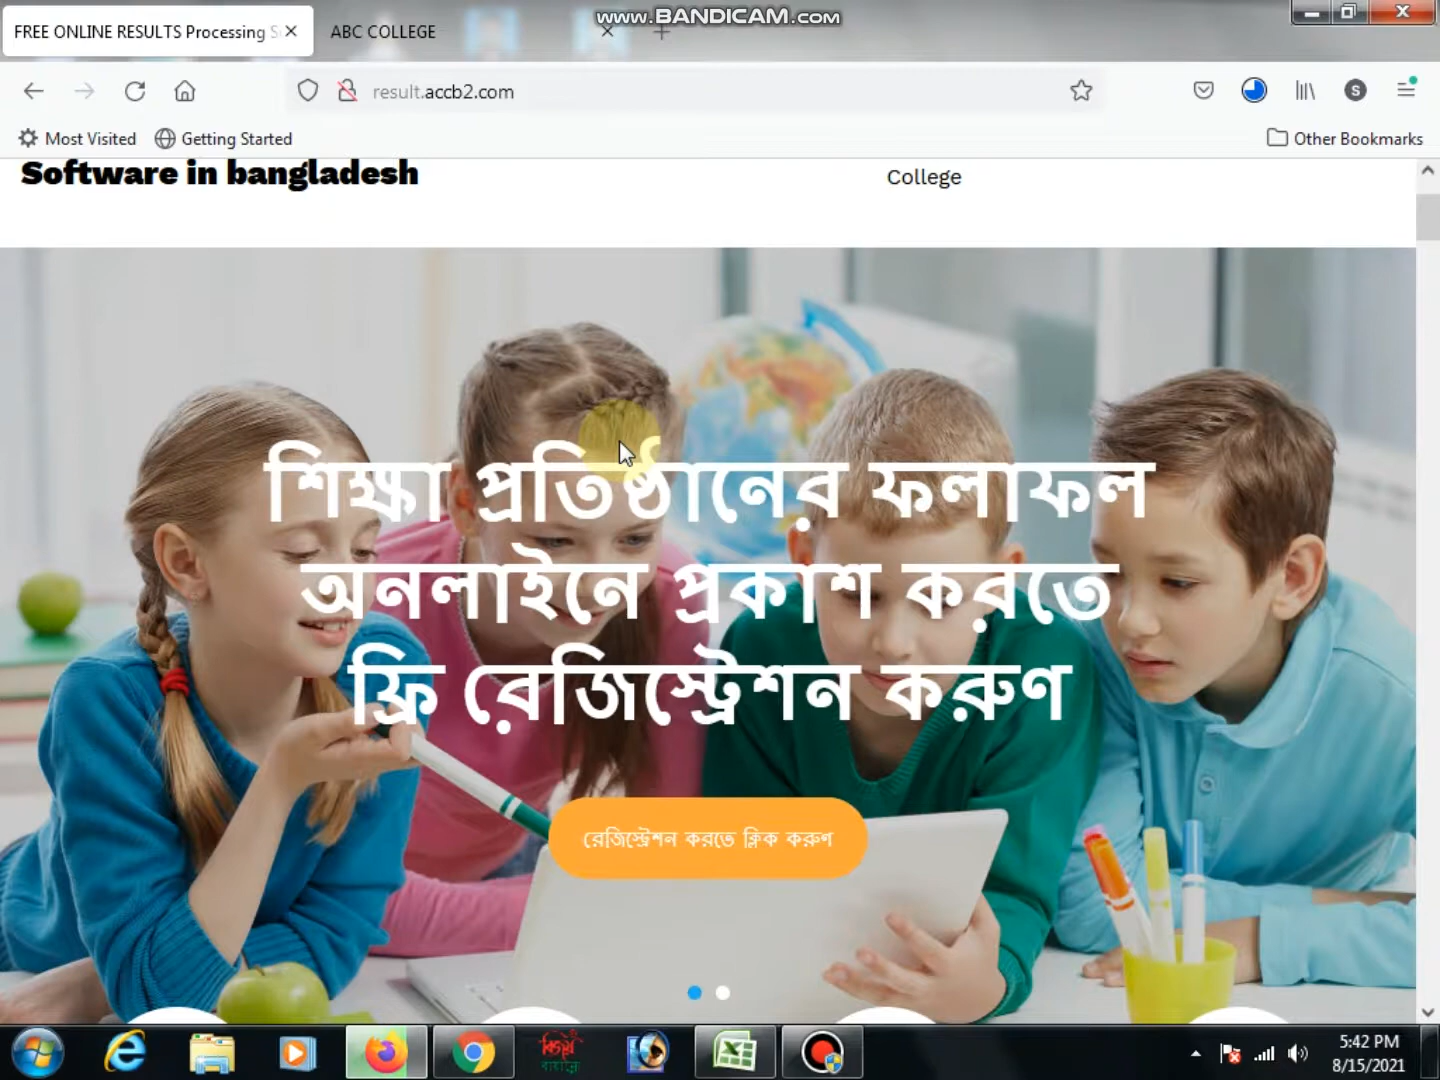 www.BANDICAM.com
FREE ONLINE RESULTS Processing S
ABC COLLEGE
result.accb2.com
S
Most Visited
Getting Started
Other Bookmarks
Software in bangladesh
College
শিক্ষা প্রতিষ্ঠানের ফলাফল
অনলাইনে প্রকাশ করতে
ফ্রি রেজিস্ট্রেশন করুণ
রেজিস্ট্রেশন করতে ক্লিক করুণ
বিজয়
বায়ান্নো
5:42 PM
8/15/2021